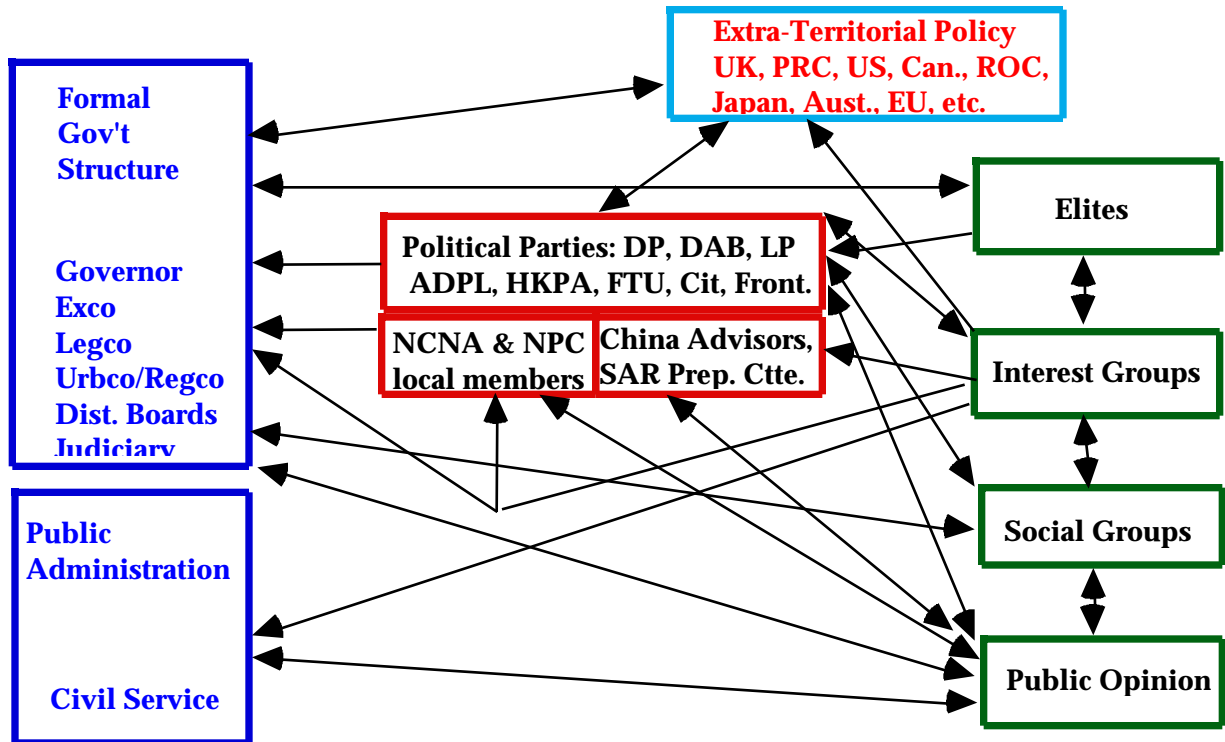 Extra-Territorial Policy
UK, PRC, US, Can., ROC,
Japan, Aust., EU, etc.
Formal
Gov't
Structure
Governor
Exco
Legco
Urbco/Regco
Dist. Boards
Judiciary
Public
Administration
Civil Service
Political Parties: DP, DAB, LP
ADPL, HKPA, FTU, Cit, Front.
NCNA & NPC
local members
China Advisors,
SAR Prep. Ctte.
Elites
Interest Groups
Social Groups
Public Opinion